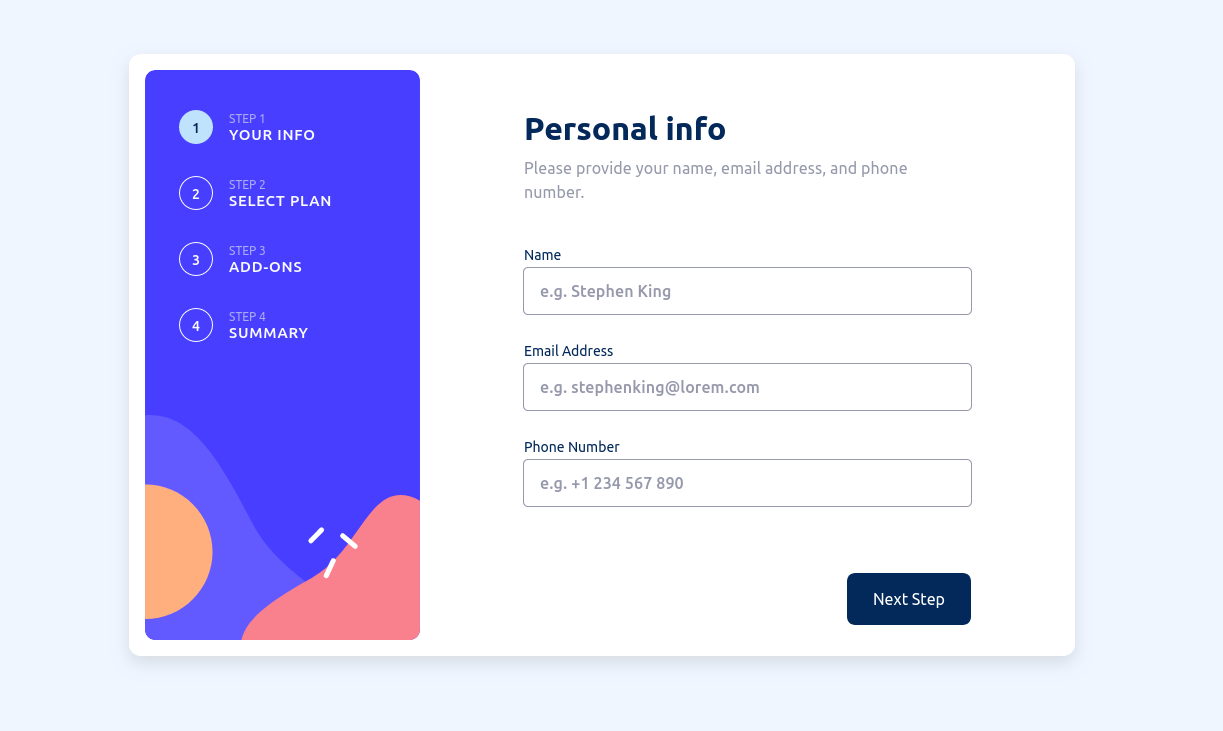 1
STEP 1
YOUR INFO
2
STEP 2
SELECT PLAN
3
STEP 3
ADD-ONS
4
STEP 4
SUMMARY
Personal info
Please provide your name, email address, and phone
number.
Name
e.g. Stephen King
Email Address
e.g. stephenking@lorem.com
Phone Number
e.g. +1 234 567 890
Next Step